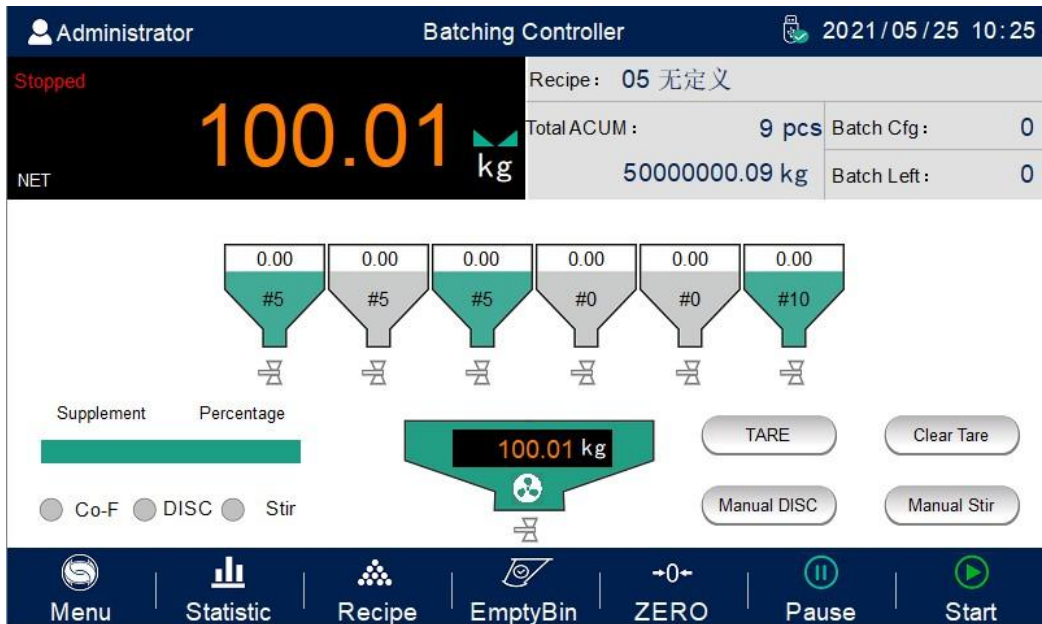 Administrator Batching Controller 2021/05/25 10:25
Stopped
100.01 kg
NET
Recipe： 05 无定义
Total ACUM： 9 pcs Batch Cfg： 0
50000000.09 kg Batch Left： 0
0.00 0.00 0.00 0.00 0.00 0.00
#5 #5 #5 #0 #0 #10
Supplement Percentage
100.01 kg
TARE Clear Tare
Co-F DISC Stir
Manual DISC Manual Stir
→0←
Menu Statistic Recipe EmptyBin ZERO Pause Start